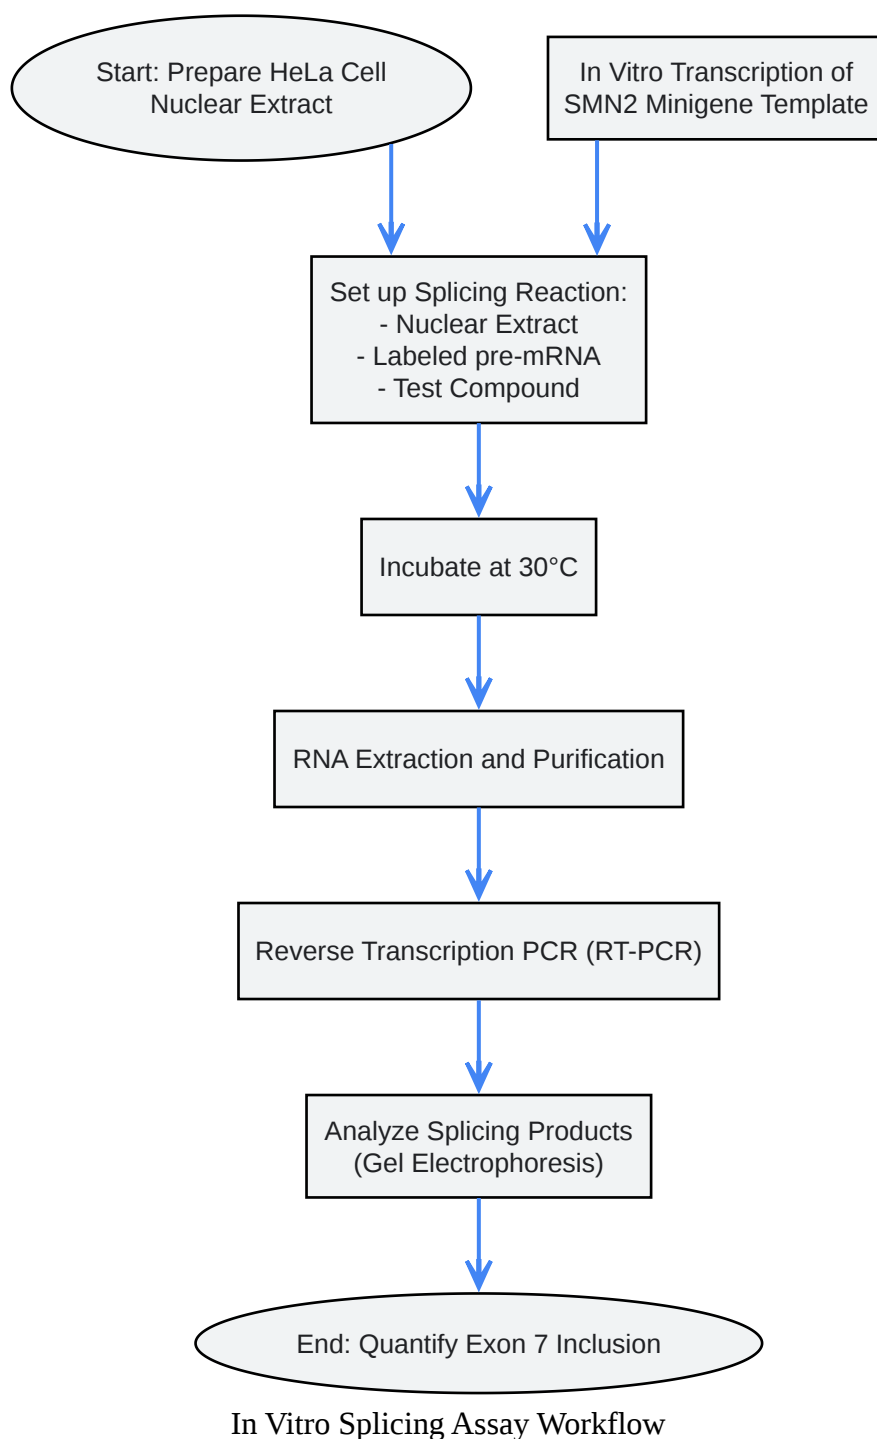 Start: Prepare HeLa Cell
Nuclear Extract
In Vitro Transcription of
SMN2 Minigene Template
Set up Splicing Reaction:
- Nuclear Extract
- Labeled pre-mRNA
- Test Compound
Incubate at 30°C
RNA Extraction and Purification
Reverse Transcription PCR (RT-PCR)
Analyze Splicing Products
(Gel Electrophoresis)
End: Quantify Exon 7 Inclusion
In Vitro Splicing Assay Workflow